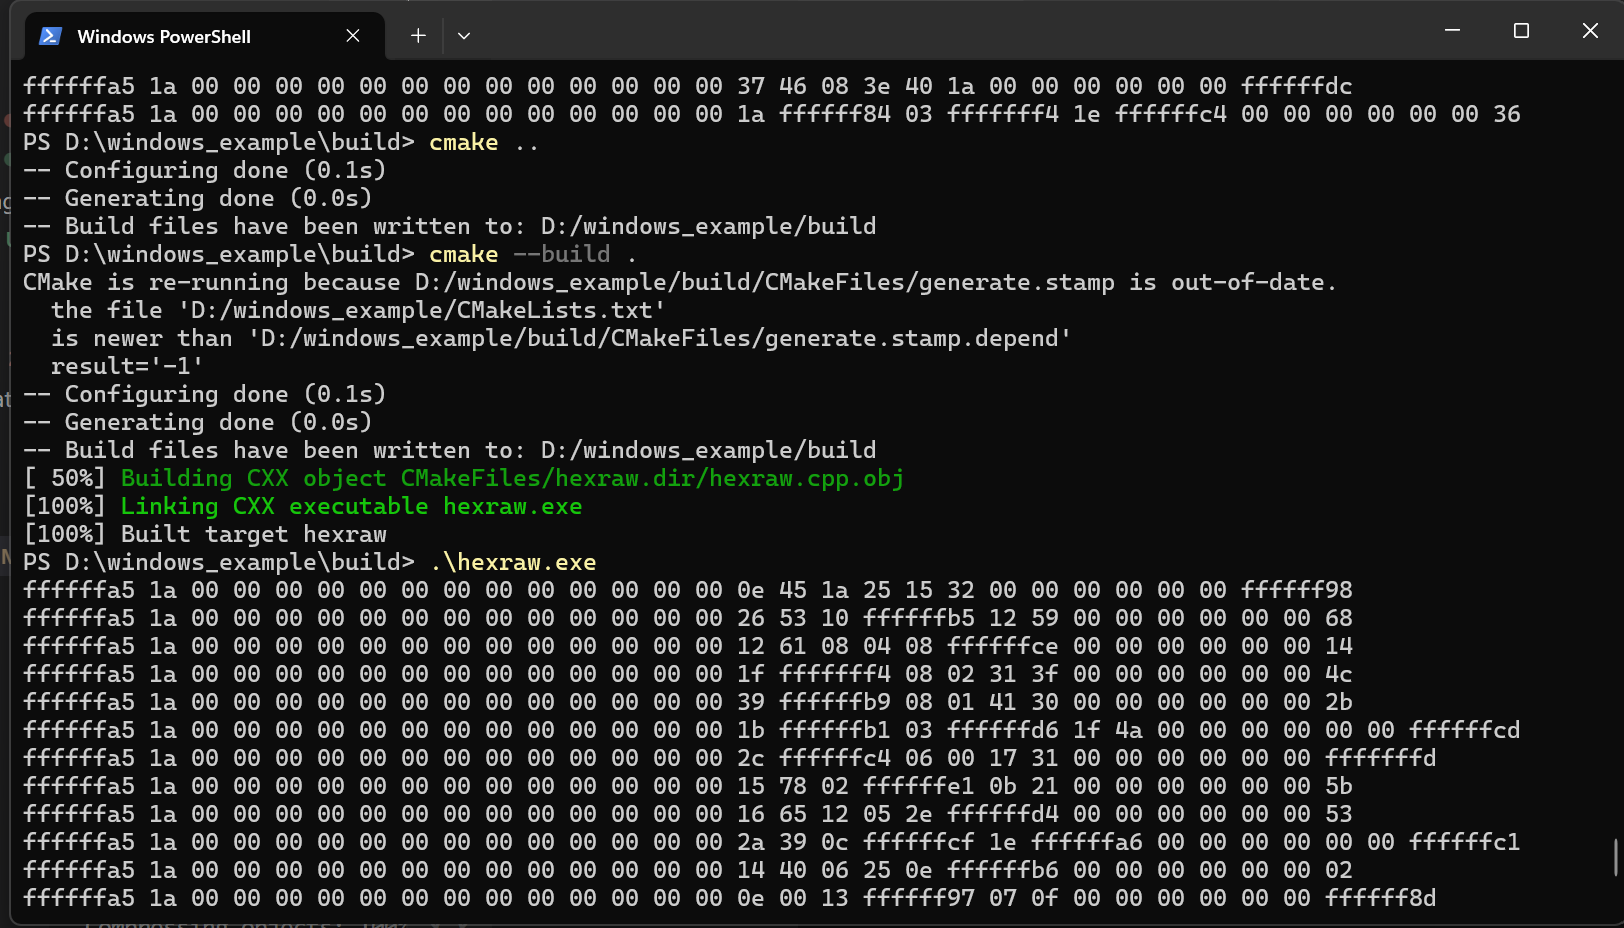 Windows PowerShell
ffffffa5 1a 00 00 00 00 00 00 00 00 00 00 00 00 00 37 46 08 3e 40 1a 00 00 00 00 00 00 ffffffdc
ffffffa5 1a 00 00 00 00 00 00 00 00 00 00 00 00 00 1a ffffff84 03 fffffff4 1e ffffffc4 00 00 00 00 00 00 36
PS D:\windows_example\build> cmake ..
-- Configuring done (0.1s)
-- Generating done (0.0s)
-- Build files have been written to: D:/windows_example/build
PS D:\windows_example\build> cmake --build .
CMake is re-running because D:/windows_example/build/CMakeFiles/generate.stamp is out-of-date.
  the file 'D:/windows_example/CMakeLists.txt'
  is newer than 'D:/windows_example/build/CMakeFiles/generate.stamp.depend'
  result='-1'
-- Configuring done (0.1s)
-- Generating done (0.0s)
-- Build files have been written to: D:/windows_example/build
[ 50%] Building CXX object CMakeFiles/hexraw.dir/hexraw.cpp.obj
[100%] Linking CXX executable hexraw.exe
[100%] Built target hexraw
PS D:\windows_example\build> .\hexraw.exe
ffffffa5 1a 00 00 00 00 00 00 00 00 00 00 00 00 00 0e 45 1a 25 15 32 00 00 00 00 00 00 ffffff98
ffffffa5 1a 00 00 00 00 00 00 00 00 00 00 00 00 00 26 53 10 ffffffb5 12 59 00 00 00 00 00 00 68
ffffffa5 1a 00 00 00 00 00 00 00 00 00 00 00 00 00 12 61 08 04 08 ffffffce 00 00 00 00 00 00 14
ffffffa5 1a 00 00 00 00 00 00 00 00 00 00 00 00 00 1f fffffff4 08 02 31 3f 00 00 00 00 00 00 4c
ffffffa5 1a 00 00 00 00 00 00 00 00 00 00 00 00 00 39 ffffffb9 08 01 41 30 00 00 00 00 00 00 2b
ffffffa5 1a 00 00 00 00 00 00 00 00 00 00 00 00 00 1b ffffffb1 03 ffffffd6 1f 4a 00 00 00 00 00 00 ffffffcd
ffffffa5 1a 00 00 00 00 00 00 00 00 00 00 00 00 00 2c ffffffc4 06 00 17 31 00 00 00 00 00 00 fffffffd
ffffffa5 1a 00 00 00 00 00 00 00 00 00 00 00 00 00 15 78 02 ffffffe1 0b 21 00 00 00 00 00 00 5b
ffffffa5 1a 00 00 00 00 00 00 00 00 00 00 00 00 00 16 65 12 05 2e ffffffd4 00 00 00 00 00 00 53
ffffffa5 1a 00 00 00 00 00 00 00 00 00 00 00 00 00 2a 39 0c ffffffcf 1e ffffffa6 00 00 00 00 00 00 ffffffc1
ffffffa5 1a 00 00 00 00 00 00 00 00 00 00 00 00 00 14 40 06 25 0e ffffffb6 00 00 00 00 00 00 02
ffffffa5 1a 00 00 00 00 00 00 00 00 00 00 00 00 00 0e 00 13 ffffff97 07 0f 00 00 00 00 00 00 ffffff8d